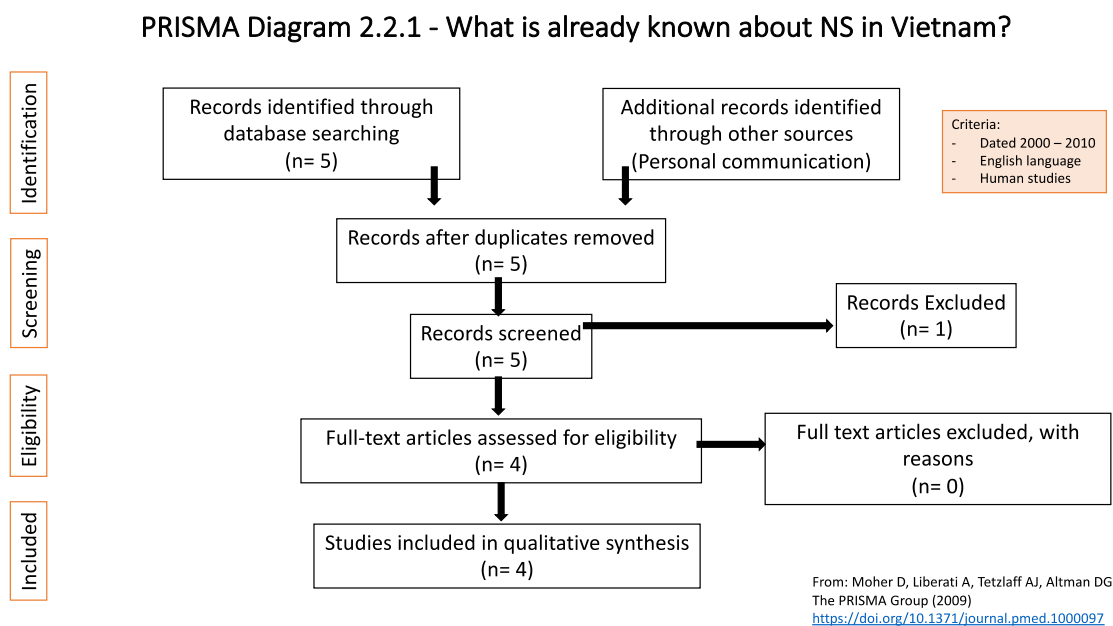 PRISMA Diagram 2.2.1 - What is already known about NS in Vietnam?
Identification
Records identified through
database searching
(n= 5)
Additional records identified
through other sources
(Personal communication)
Criteria:
- Dated 2000 – 2010
- English language
- Human studies
Screening
Records after duplicates removed
(n= 5)
Records screened
(n= 5)
Records Excluded
(n= 1)
Eligibility
Full-text articles assessed for eligibility
(n= 4)
Full text articles excluded, with
reasons
(n= 0)
Included
Studies included in qualitative synthesis
(n= 4)
From: Moher D, Liberati A, Tetzlaff AJ, Altman DG
The PRISMA Group (2009)
https://doi.org/10.1371/journal.pmed.1000097